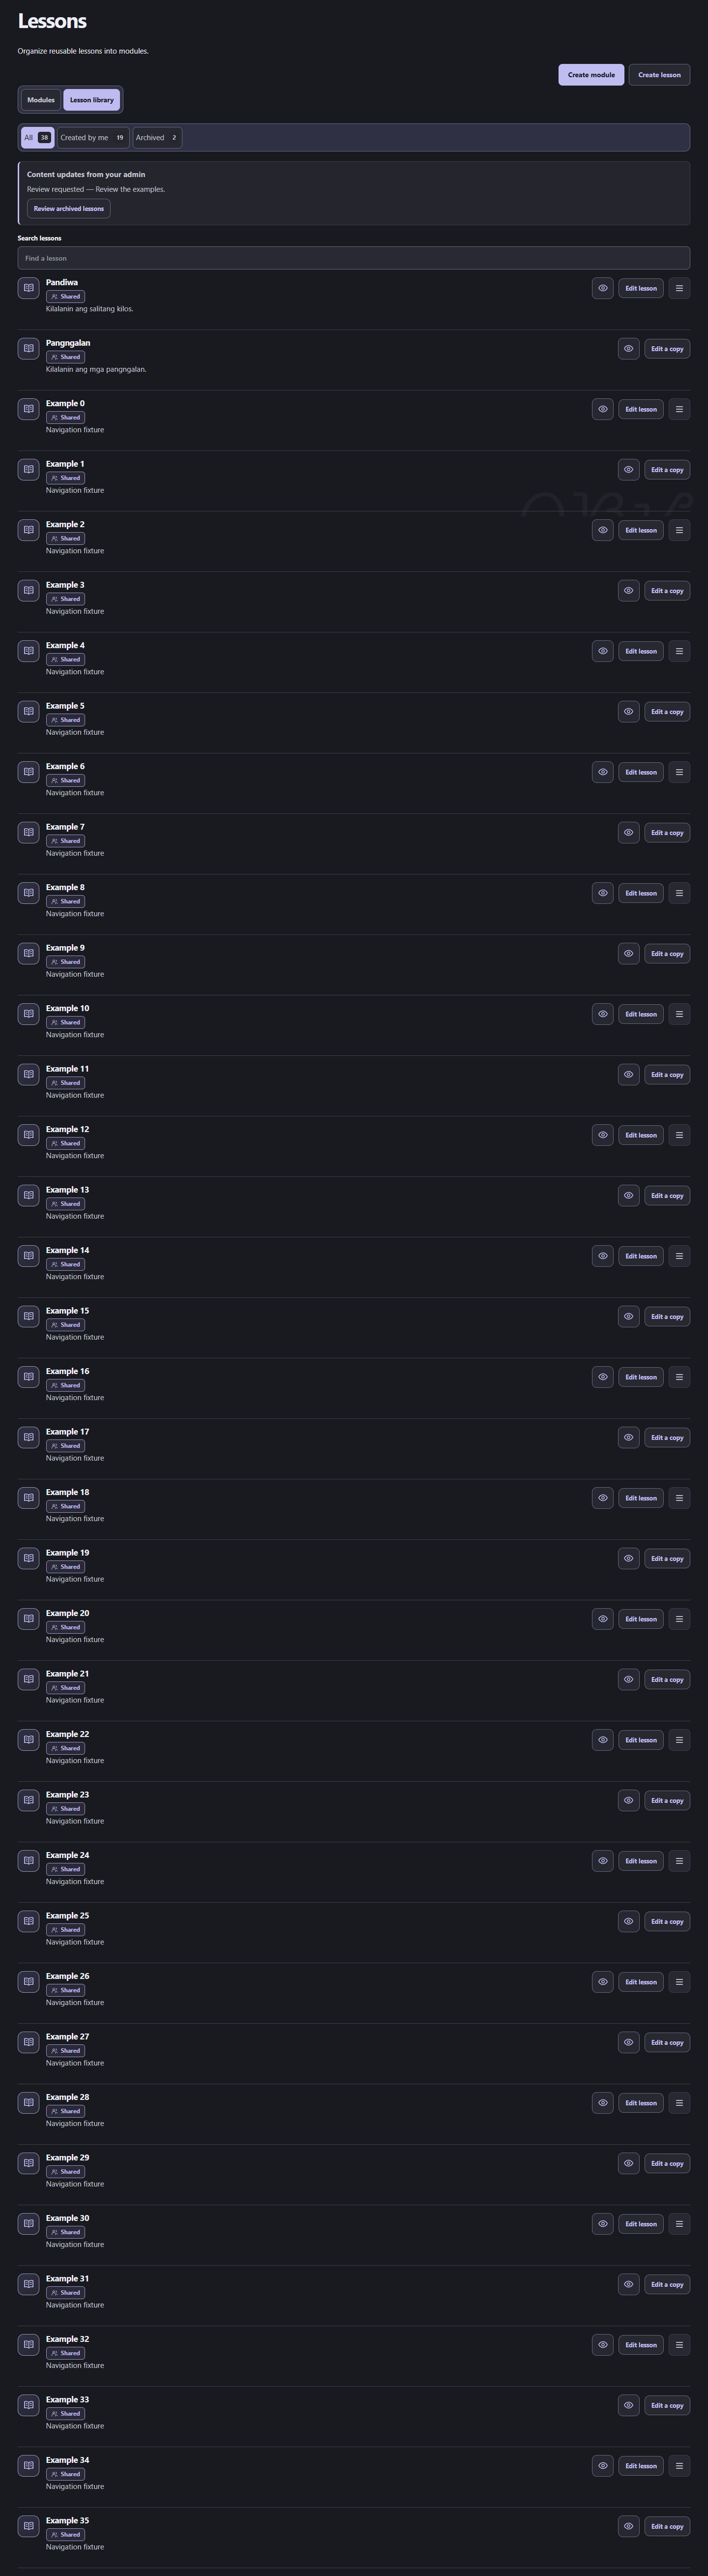 Lessons
Organize reusable lessons into modules.
Create module
Create lesson
Modules
Lesson library
All 38
Created by me 19
Archived 2
Content updates from your admin
Review requested — Review the examples.
Review archived lessons
Search lessons
Find a lesson
Pandiwa
Edit lesson
Shared
Kilalanin ang salitang kilos.
Pangngalan
Edit a copy
Shared
Kilalanin ang mga pangngalan.
Example 0
Edit lesson
Shared
Navigation fixture
Example 1
Edit a copy
Shared
Navigation fixture
Example 2
Edit lesson
Shared
Navigation fixture
Example 3
Edit a copy
Shared
Navigation fixture
Example 4
Edit lesson
Shared
Navigation fixture
Example 5
Edit a copy
Shared
Navigation fixture
Example 6
Edit lesson
Shared
Navigation fixture
Example 7
Edit a copy
Shared
Navigation fixture
Example 8
Edit lesson
Shared
Navigation fixture
Example 9
Edit a copy
Shared
Navigation fixture
Example 10
Edit lesson
Shared
Navigation fixture
Example 11
Edit a copy
Shared
Navigation fixture
Example 12
Edit lesson
Shared
Navigation fixture
Example 13
Edit a copy
Shared
Navigation fixture
Example 14
Edit lesson
Shared
Navigation fixture
Example 15
Edit a copy
Shared
Navigation fixture
Example 16
Edit lesson
Shared
Navigation fixture
Example 17
Edit a copy
Shared
Navigation fixture
Example 18
Edit lesson
Shared
Navigation fixture
Example 19
Edit a copy
Shared
Navigation fixture
Example 20
Edit lesson
Shared
Navigation fixture
Example 21
Edit a copy
Shared
Navigation fixture
Example 22
Edit lesson
Shared
Navigation fixture
Example 23
Edit a copy
Shared
Navigation fixture
Example 24
Edit lesson
Shared
Navigation fixture
Example 25
Edit a copy
Shared
Navigation fixture
Example 26
Edit lesson
Shared
Navigation fixture
Example 27
Edit a copy
Shared
Navigation fixture
Example 28
Edit lesson
Shared
Navigation fixture
Example 29
Edit a copy
Shared
Navigation fixture
Example 30
Edit lesson
Shared
Navigation fixture
Example 31
Edit a copy
Shared
Navigation fixture
Example 32
Edit lesson
Shared
Navigation fixture
Example 33
Edit a copy
Shared
Navigation fixture
Example 34
Edit lesson
Shared
Navigation fixture
Example 35
Edit a copy
Shared
Navigation fixture